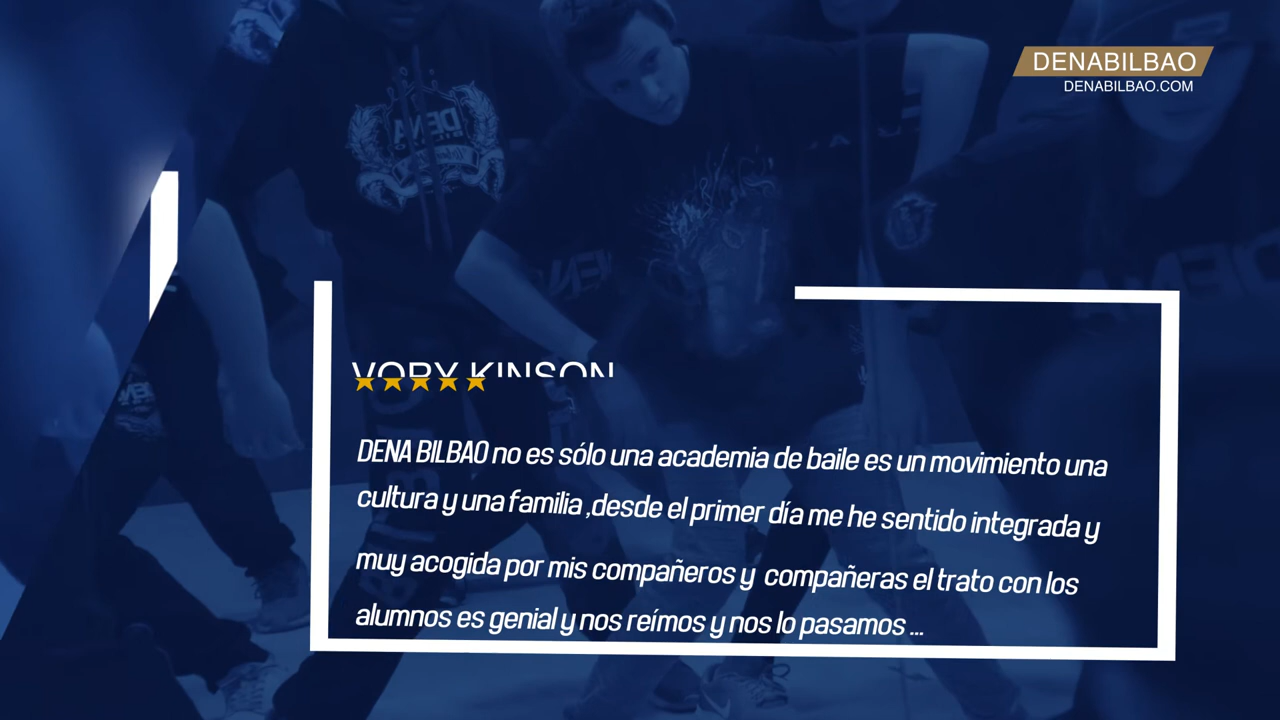 DENABILBAO
DENABILBAO.COM
KINSON
DENA BILBAO no es sólo una academia de baile es un movimiento una
cultura y una familia ,desde el primer día me he sentido integrada y
muy acogida por mis compañeros y compañeras el trato con los
alumnos es genial y nos reímos y nos lo pasamos ...
DENA